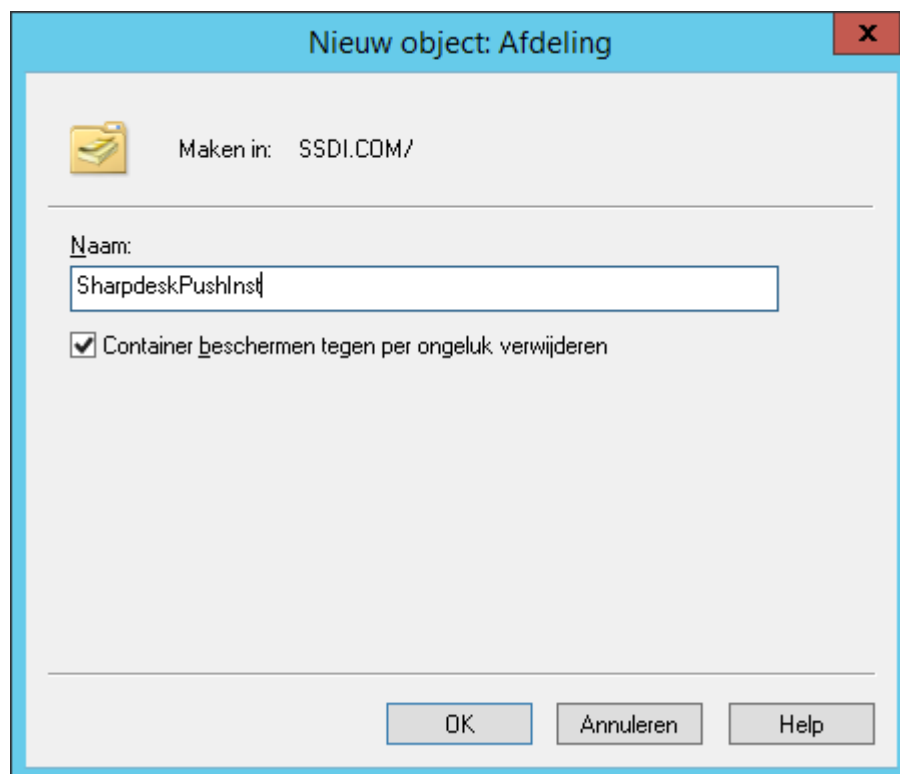 Nieuw object: Afdeling
x
Maken in: SSDI.COM/
Naam:
SharpdeskPushInst
Container beschermen tegen per ongeluk verwijderen
OK Annuleren Help